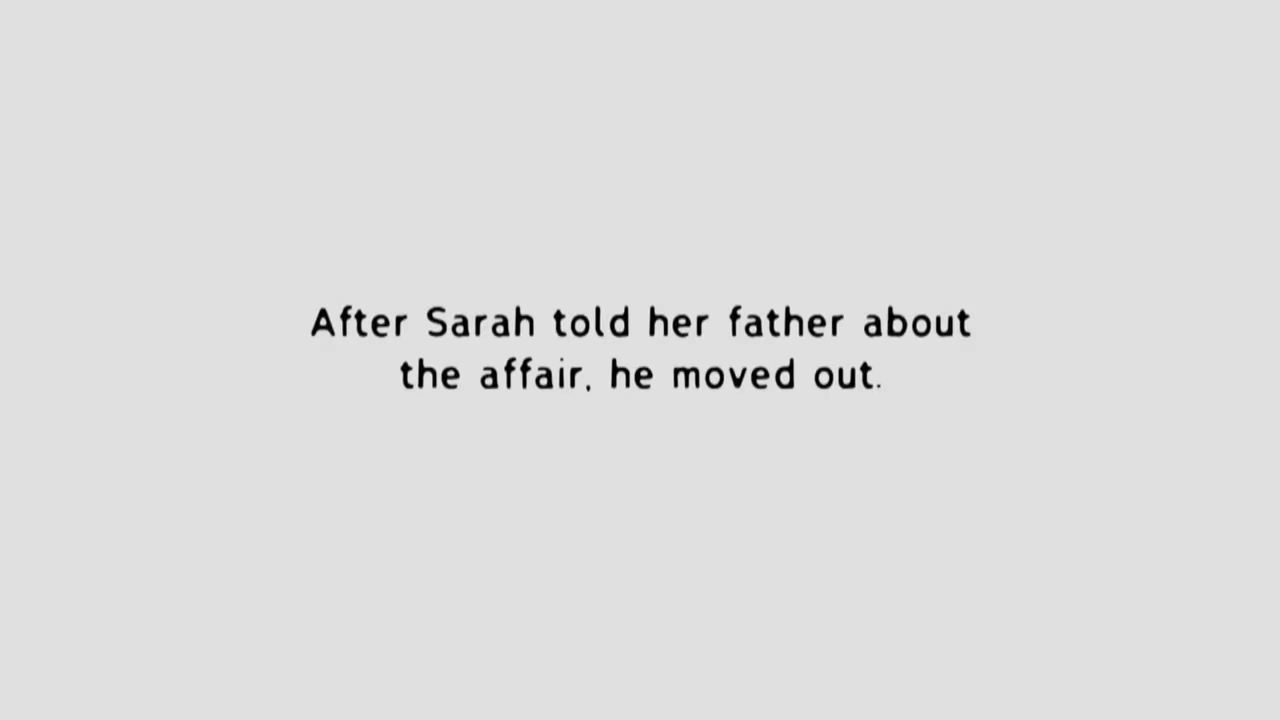 After Sarah told her father about
the affair, he moved out.